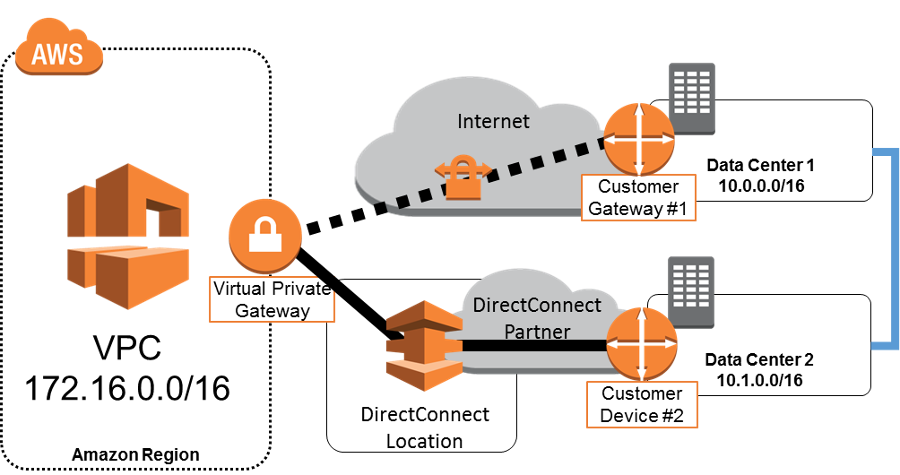 AWS
Internet
Data Center 1
10.0.0.0/16
Customer
Gateway #1
Virtual Private
Gateway
DirectConnect
Partner
VPC
172.16.0.0/16
Data Center 2
10.1.0.0/16
Customer
Device #2
DirectConnect
Location
Amazon Region